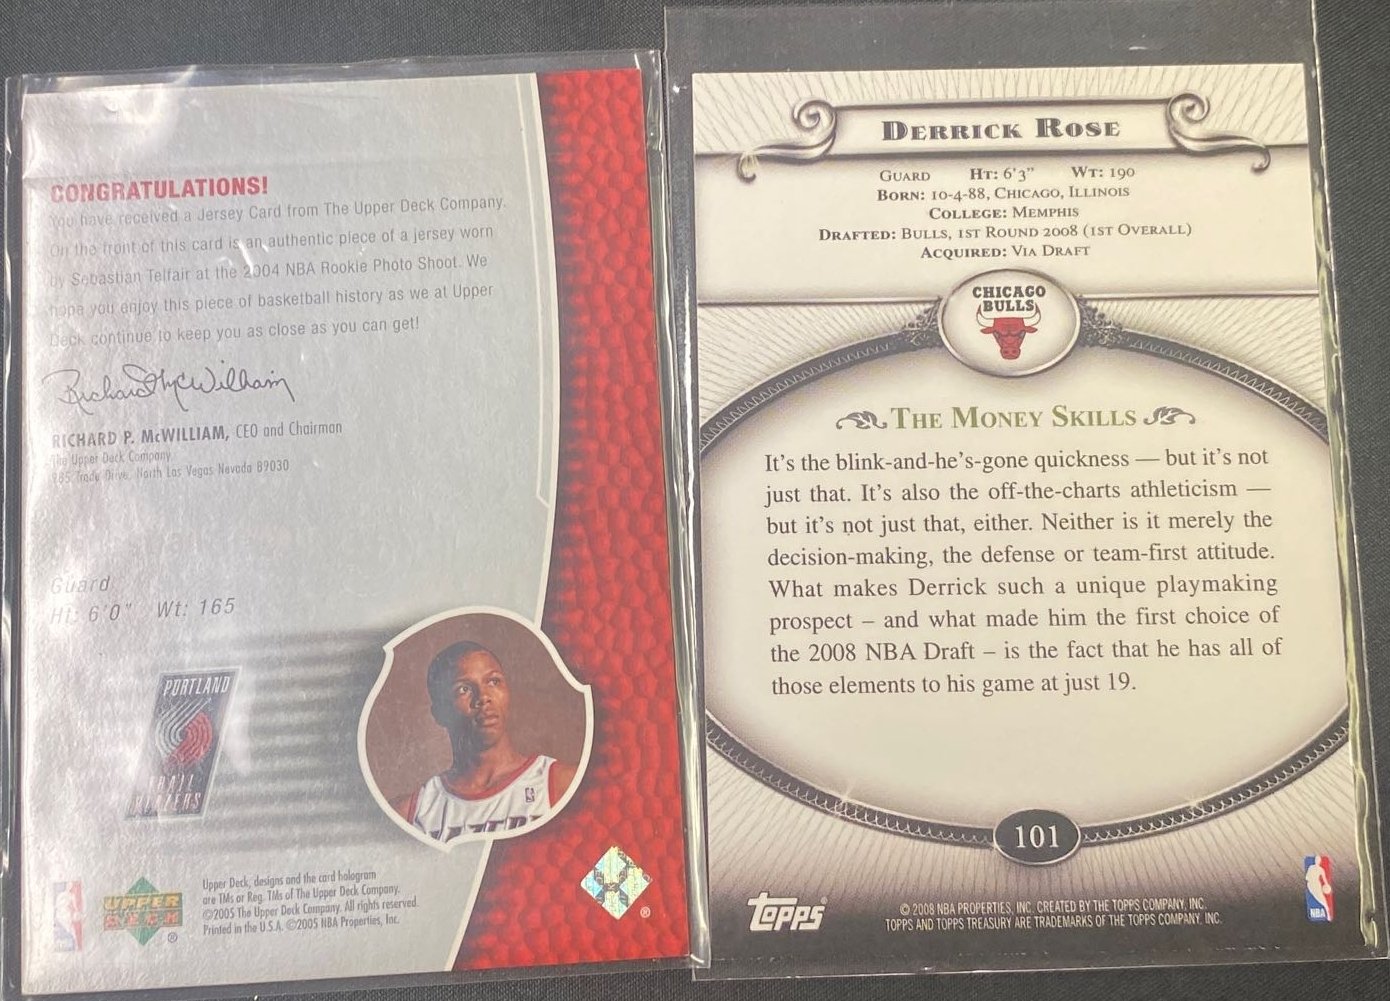 CONGRATULATIONS!
You have received a Jersey Card from The Upper Deck Company.
On the front of this card is an authentic piece of a jersey worn
by Sebastian Telfair at the 2004 NBA Rookie Photo Shoot. We
hope you enjoy this piece of basketball history as we at Upper
Deck continue to keep you as close as you can get!
Richard P. McWilliam
RICHARD P. McWILLIAM, CEO and Chairman
The Upper Deck Company
985 Trade Drive, North Las Vegas Nevada 89030
Guard
Ht: 6'0" Wt: 165
PORTLAND
TRAIL
BLAZERS
BLAZERS
NBA
UPPER
DECK
®
Upper Deck, designs and the card hologram
are TMs or Reg. TMs of The Upper Deck Company.
©2005 The Upper Deck Company. All rights reserved.
Printed in the U.S.A. ©2005 NBA Properties, Inc.
®
DERRICK ROSE
GUARD HT: 6'3" WT: 190
BORN: 10-4-88, CHICAGO, ILLINOIS
COLLEGE: MEMPHIS
DRAFTED: BULLS, 1ST ROUND 2008 (1ST OVERALL)
ACQUIRED: VIA DRAFT
CHICAGO
BULLS
THE MONEY SKILLS
It's the blink-and-he's-gone quickness — but it's not
just that. It's also the off-the-charts athleticism —
but it's not just that, either. Neither is it merely the
decision-making, the defense or team-first attitude.
What makes Derrick such a unique playmaking
prospect – and what made him the first choice of
the 2008 NBA Draft – is the fact that he has all of
those elements to his game at just 19.
101
TOPPS®
© 2008 NBA PROPERTIES, INC. CREATED BY THE TOPPS COMPANY, INC.
TOPPS AND TOPPS TREASURY ARE TRADEMARKS OF THE TOPPS COMPANY, INC.
NBA